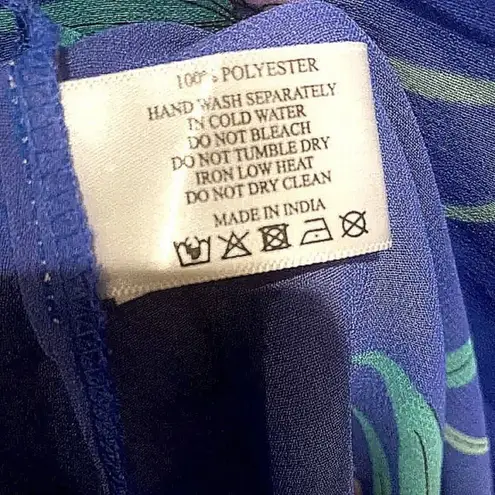 100% POLYESTER
HAND WASH SEPARATELY
IN COLD WATER
DO NOT BLEACH
DO NOT TUMBLE DRY
IRON LOW HEAT
DO NOT DRY CLEAN
MADE IN INDIA